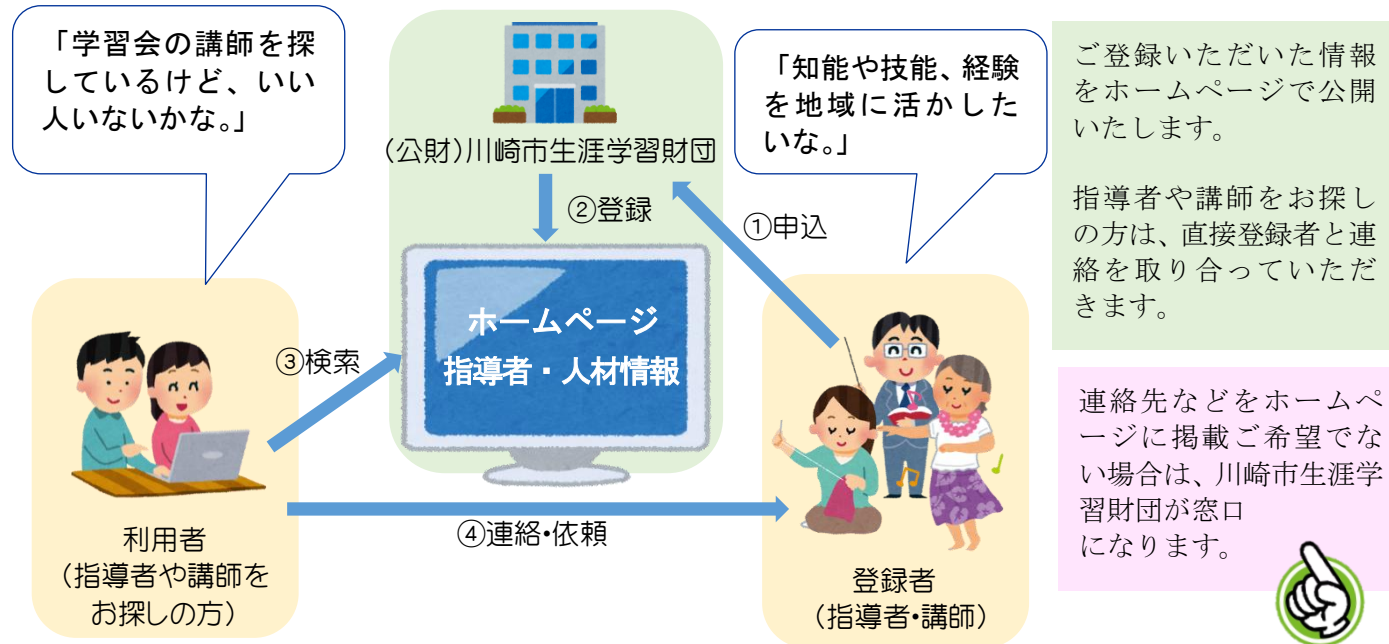 「学習会の講師を探
しているけど、いい
人いないかな。」
(公財)川崎市生涯学習財団
「知能や技能、経験
を地域に活かした
いな。」
②登録
①申込
ホームページ
指導者・人材情報
③検索
④連絡・依頼
利用者
(指導者や講師を
お探しの方)
登録者
(指導者・講師)
ご登録いただいた情報
をホームページで公開
いたします。
指導者や講師をお探し
の方は、直接登録者と連
絡を取り合っていただ
きます。
連絡先などをホームペ
ージに掲載ご希望でな
い場合は、川崎市生涯学
習財団が窓口
になります。